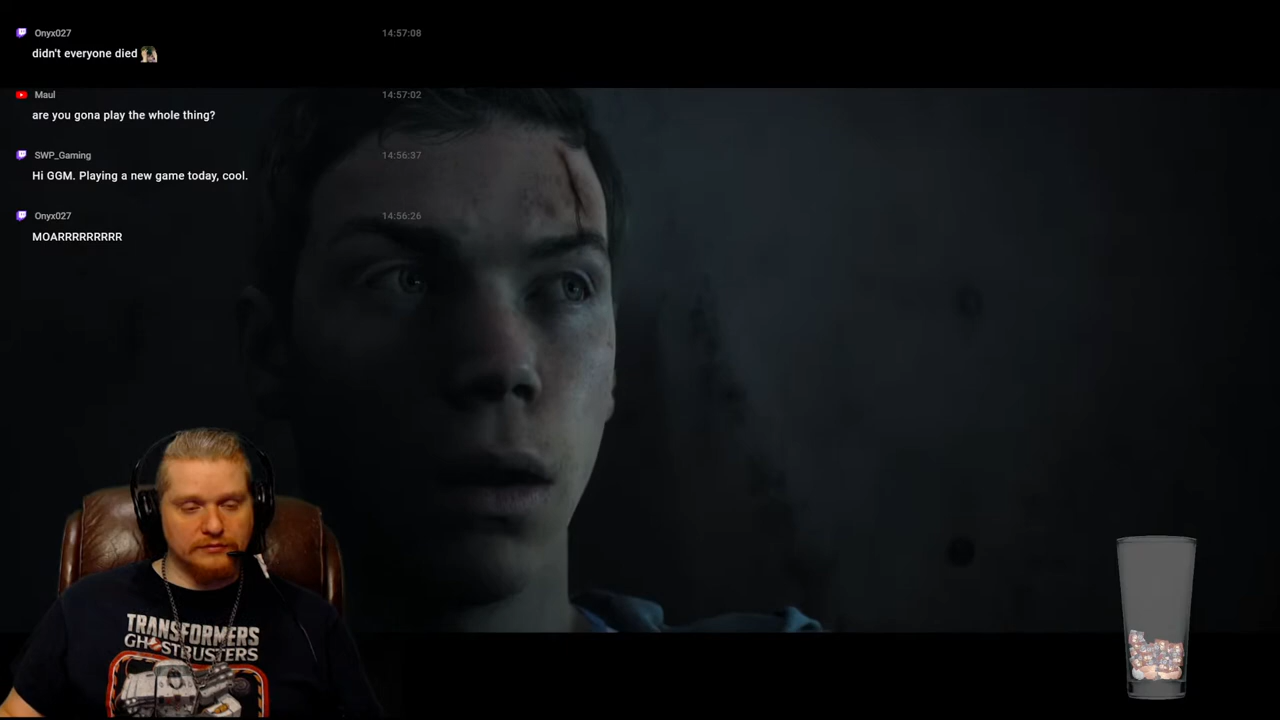 Onyx027 14:57:08
didn't everyone died
Maul 14:57:02
are you gona play the whole thing?
SWP_Gaming 14:56:37
Hi GGM. Playing a new game today, cool.
Onyx027 14:56:26
MOARRRRRRRRR
TRANSFORMERS
GHOSTBUSTERS